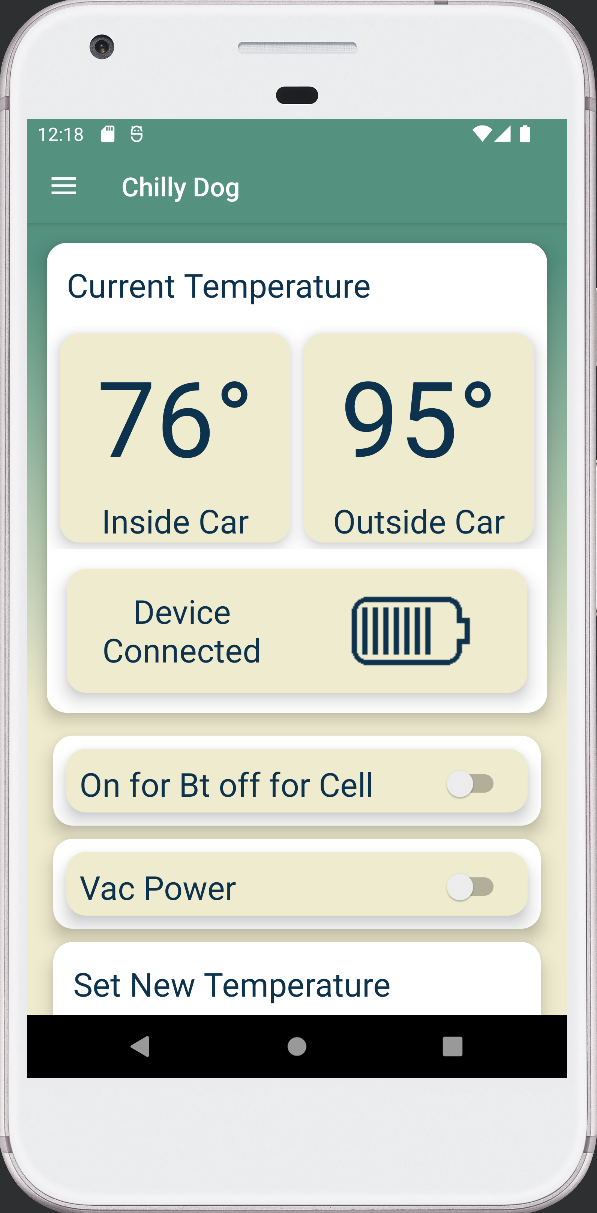 12:18
Chilly Dog
Current Temperature
76°
95°
Inside Car
Outside Car
Device
Connected
On for Bt off for Cell
Vac Power
Set New Temperature